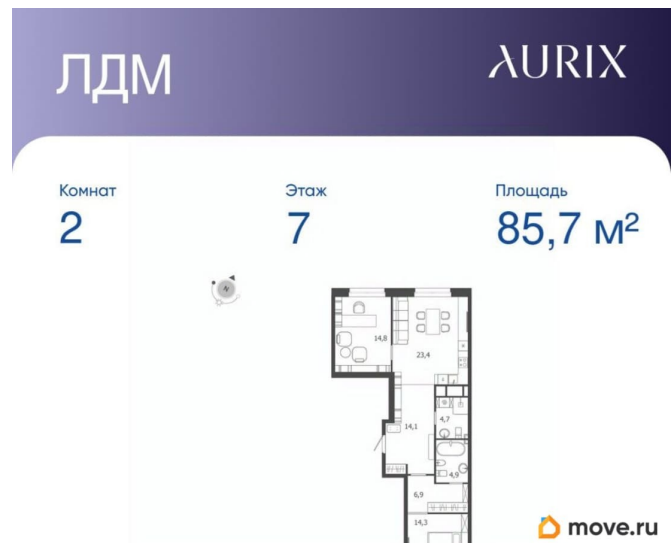 ЛДМ
AURIX
Комнат
Этаж
Площадь
2
7
85,7 м²
N
14,8
23,4
14,1
4,7
4,9
6,9
14,3
move.ru